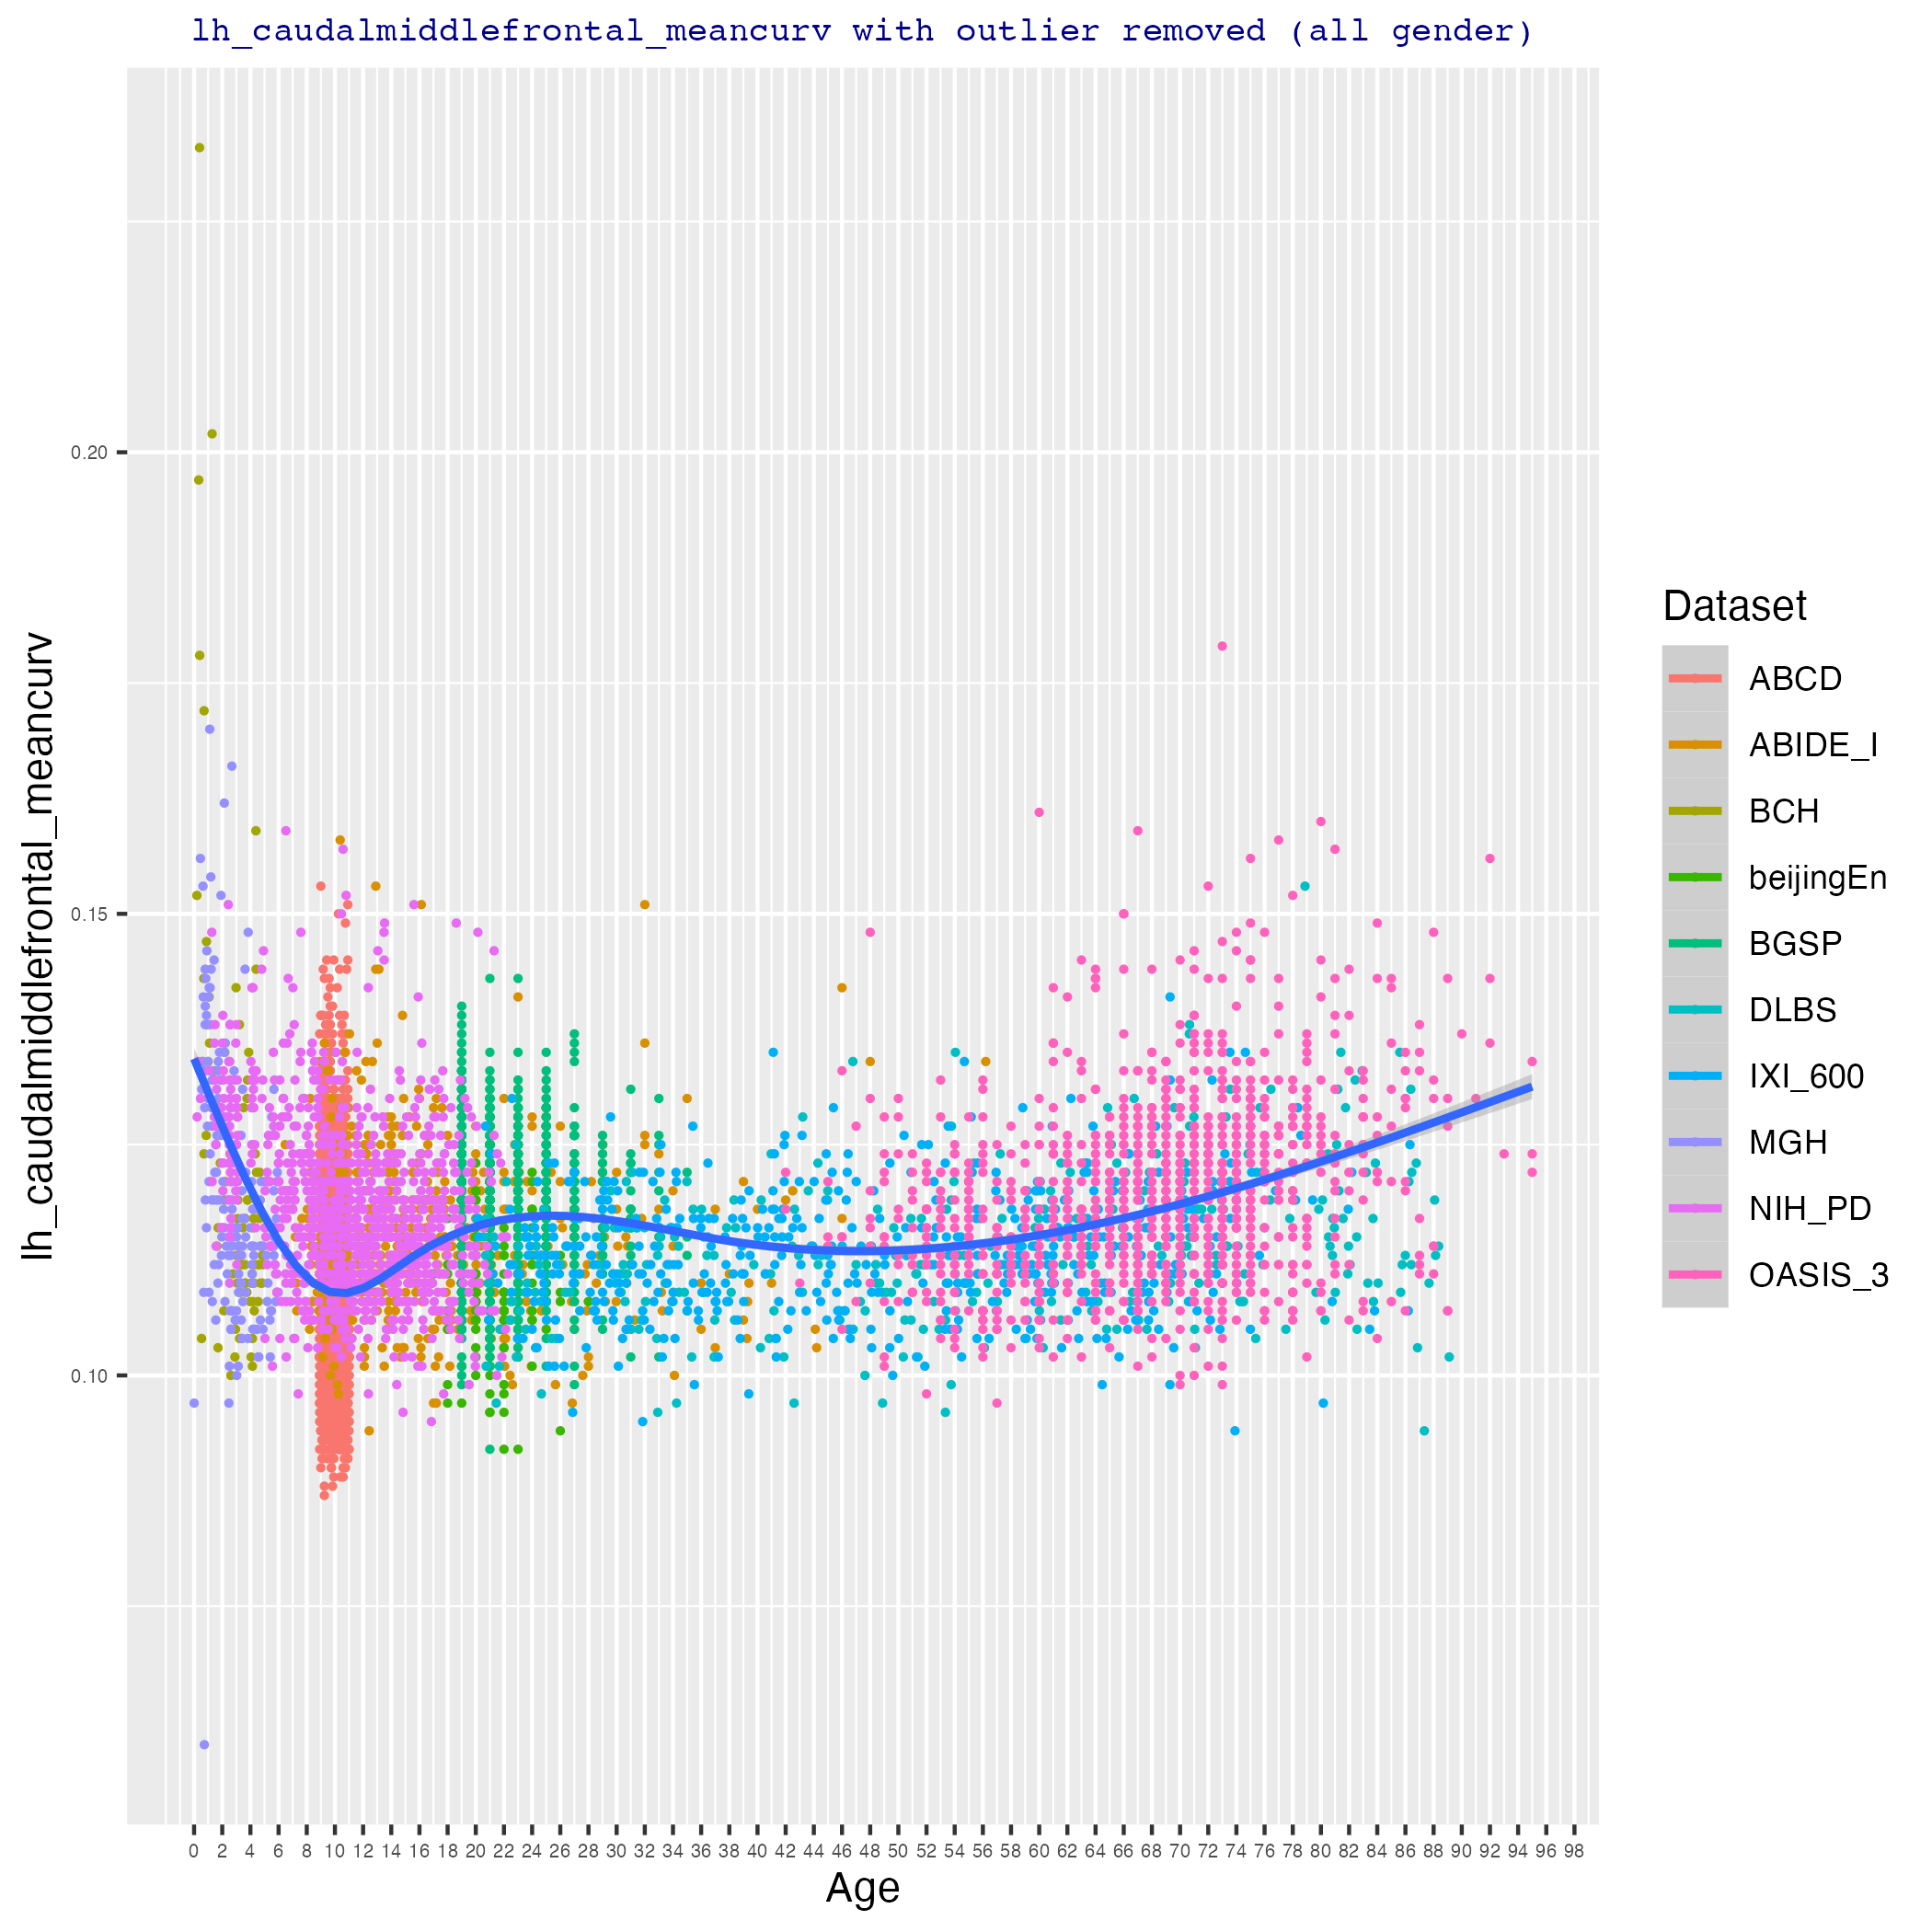 lh_caudalmiddlefrontal_meancurv with outlier removed (all gender)
lh_caudalmiddlefrontal_meancurv
0.20
0.15
0.10
0 2 4 6 8 10 12 14 16 18 20 22 24 26 28 30 32 34 36 38 40 42 44 46 48 50 52 54 56 58 60 62 64 66 68 70 72 74 76 78 80 82 84 86 88 90 92 94 96 98
Age
Dataset
ABCD
ABIDE_I
BCH
beijingEn
BGSP
DLBS
IXI_600
MGH
NIH_PD
OASIS_3